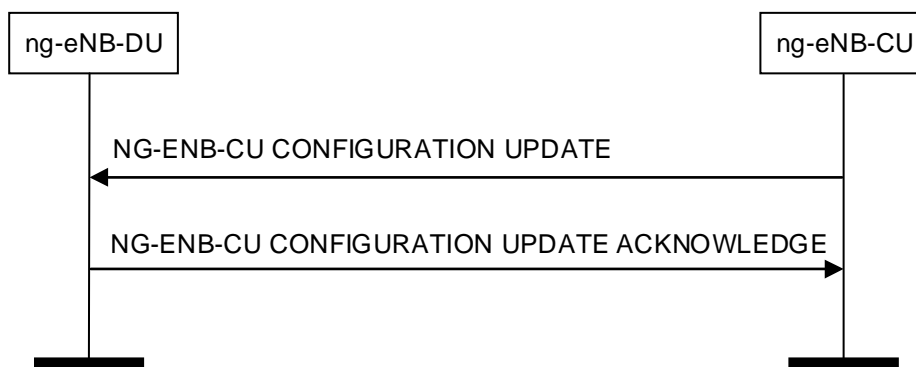 ng-eNB-DU
ng-eNB-CU
NG-ENB-CU CONFIGURATION UPDATE
NG-ENB-CU CONFIGURATION UPDATE ACKNOWLEDGE